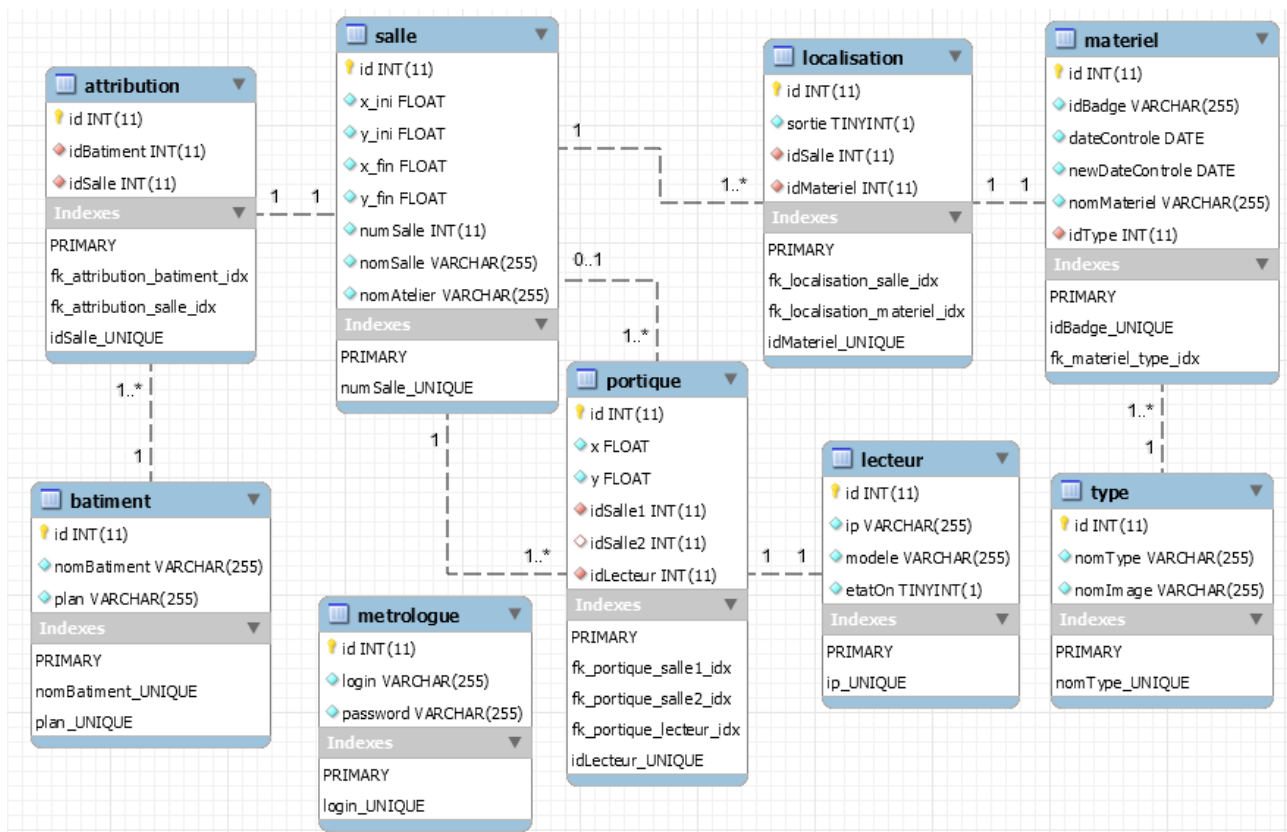 attribution
id INT(11)
idBatiment INT(11)
idSalle INT(11)
Indexes
PRIMARY
fk_attribution_batiment_idx
fk_attribution_salle_idx
idSalle_UNIQUE
1
1
salle
id INT(11)
x_ini FLOAT
y_ini FLOAT
x_fin FLOAT
y_fin FLOAT
numSalle INT(11)
nomSalle VARCHAR(255)
nomAtelier VARCHAR(255)
Indexes
PRIMARY
numSalle_UNIQUE
1
1..*
localisation
id INT(11)
sortie TINYINT(1)
idSalle INT(11)
idMateriel INT(11)
Indexes
PRIMARY
fk_localisation_salle_idx
fk_localisation_materiel_idx
idMateriel_UNIQUE
1
1
materiel
id INT(11)
idBadge VARCHAR(255)
dateControle DATE
newDateControle DATE
nomMateriel VARCHAR(255)
idType INT(11)
Indexes
PRIMARY
idBadge_UNIQUE
fk_materiel_type_idx
0..1
1..*
1..*
1
1
1..*
1..*
1
batiment
id INT(11)
nomBatiment VARCHAR(255)
plan VARCHAR(255)
Indexes
PRIMARY
nomBatiment_UNIQUE
plan_UNIQUE
metrologue
id INT(11)
login VARCHAR(255)
password VARCHAR(255)
Indexes
PRIMARY
login_UNIQUE
portique
id INT(11)
x FLOAT
y FLOAT
idSalle1 INT(11)
idSalle2 INT(11)
idLecteur INT(11)
Indexes
PRIMARY
fk_portique_salle1_idx
fk_portique_salle2_idx
fk_portique_lecteur_idx
idLecteur_UNIQUE
1
1
lecteur
id INT(11)
ip VARCHAR(255)
modele VARCHAR(255)
etatOn TINYINT(1)
Indexes
PRIMARY
ip_UNIQUE
type
id INT(11)
nomType VARCHAR(255)
nomImage VARCHAR(255)
Indexes
PRIMARY
nomType_UNIQUE